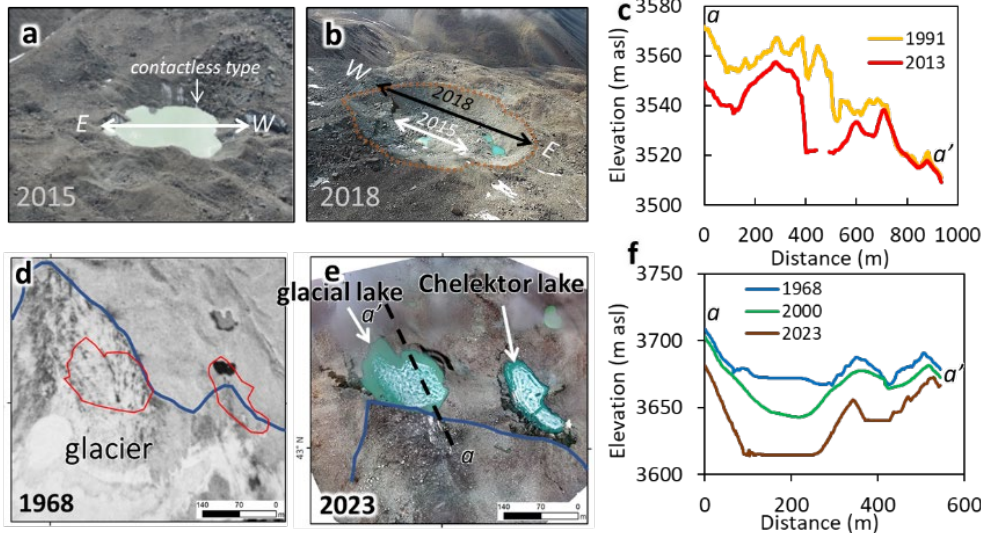 a
contactless type
E
W
2015
b
W
2018
2015
E
2018
c
3580
3560
3540
3520
3500
Elevation (m asl)
a
1991
2013
a'
0
200
400
600
800
1000
Distance (m)
d
glacier
1968
140
70
0
m
e
glacial lake
a'
Chelektor lake
a
43° N
2023
140
70
0
m
f
3750
3700
3650
3600
Elevation (m asl)
a
1968
2000
2023
a'
0
200
400
600
Distance (m)